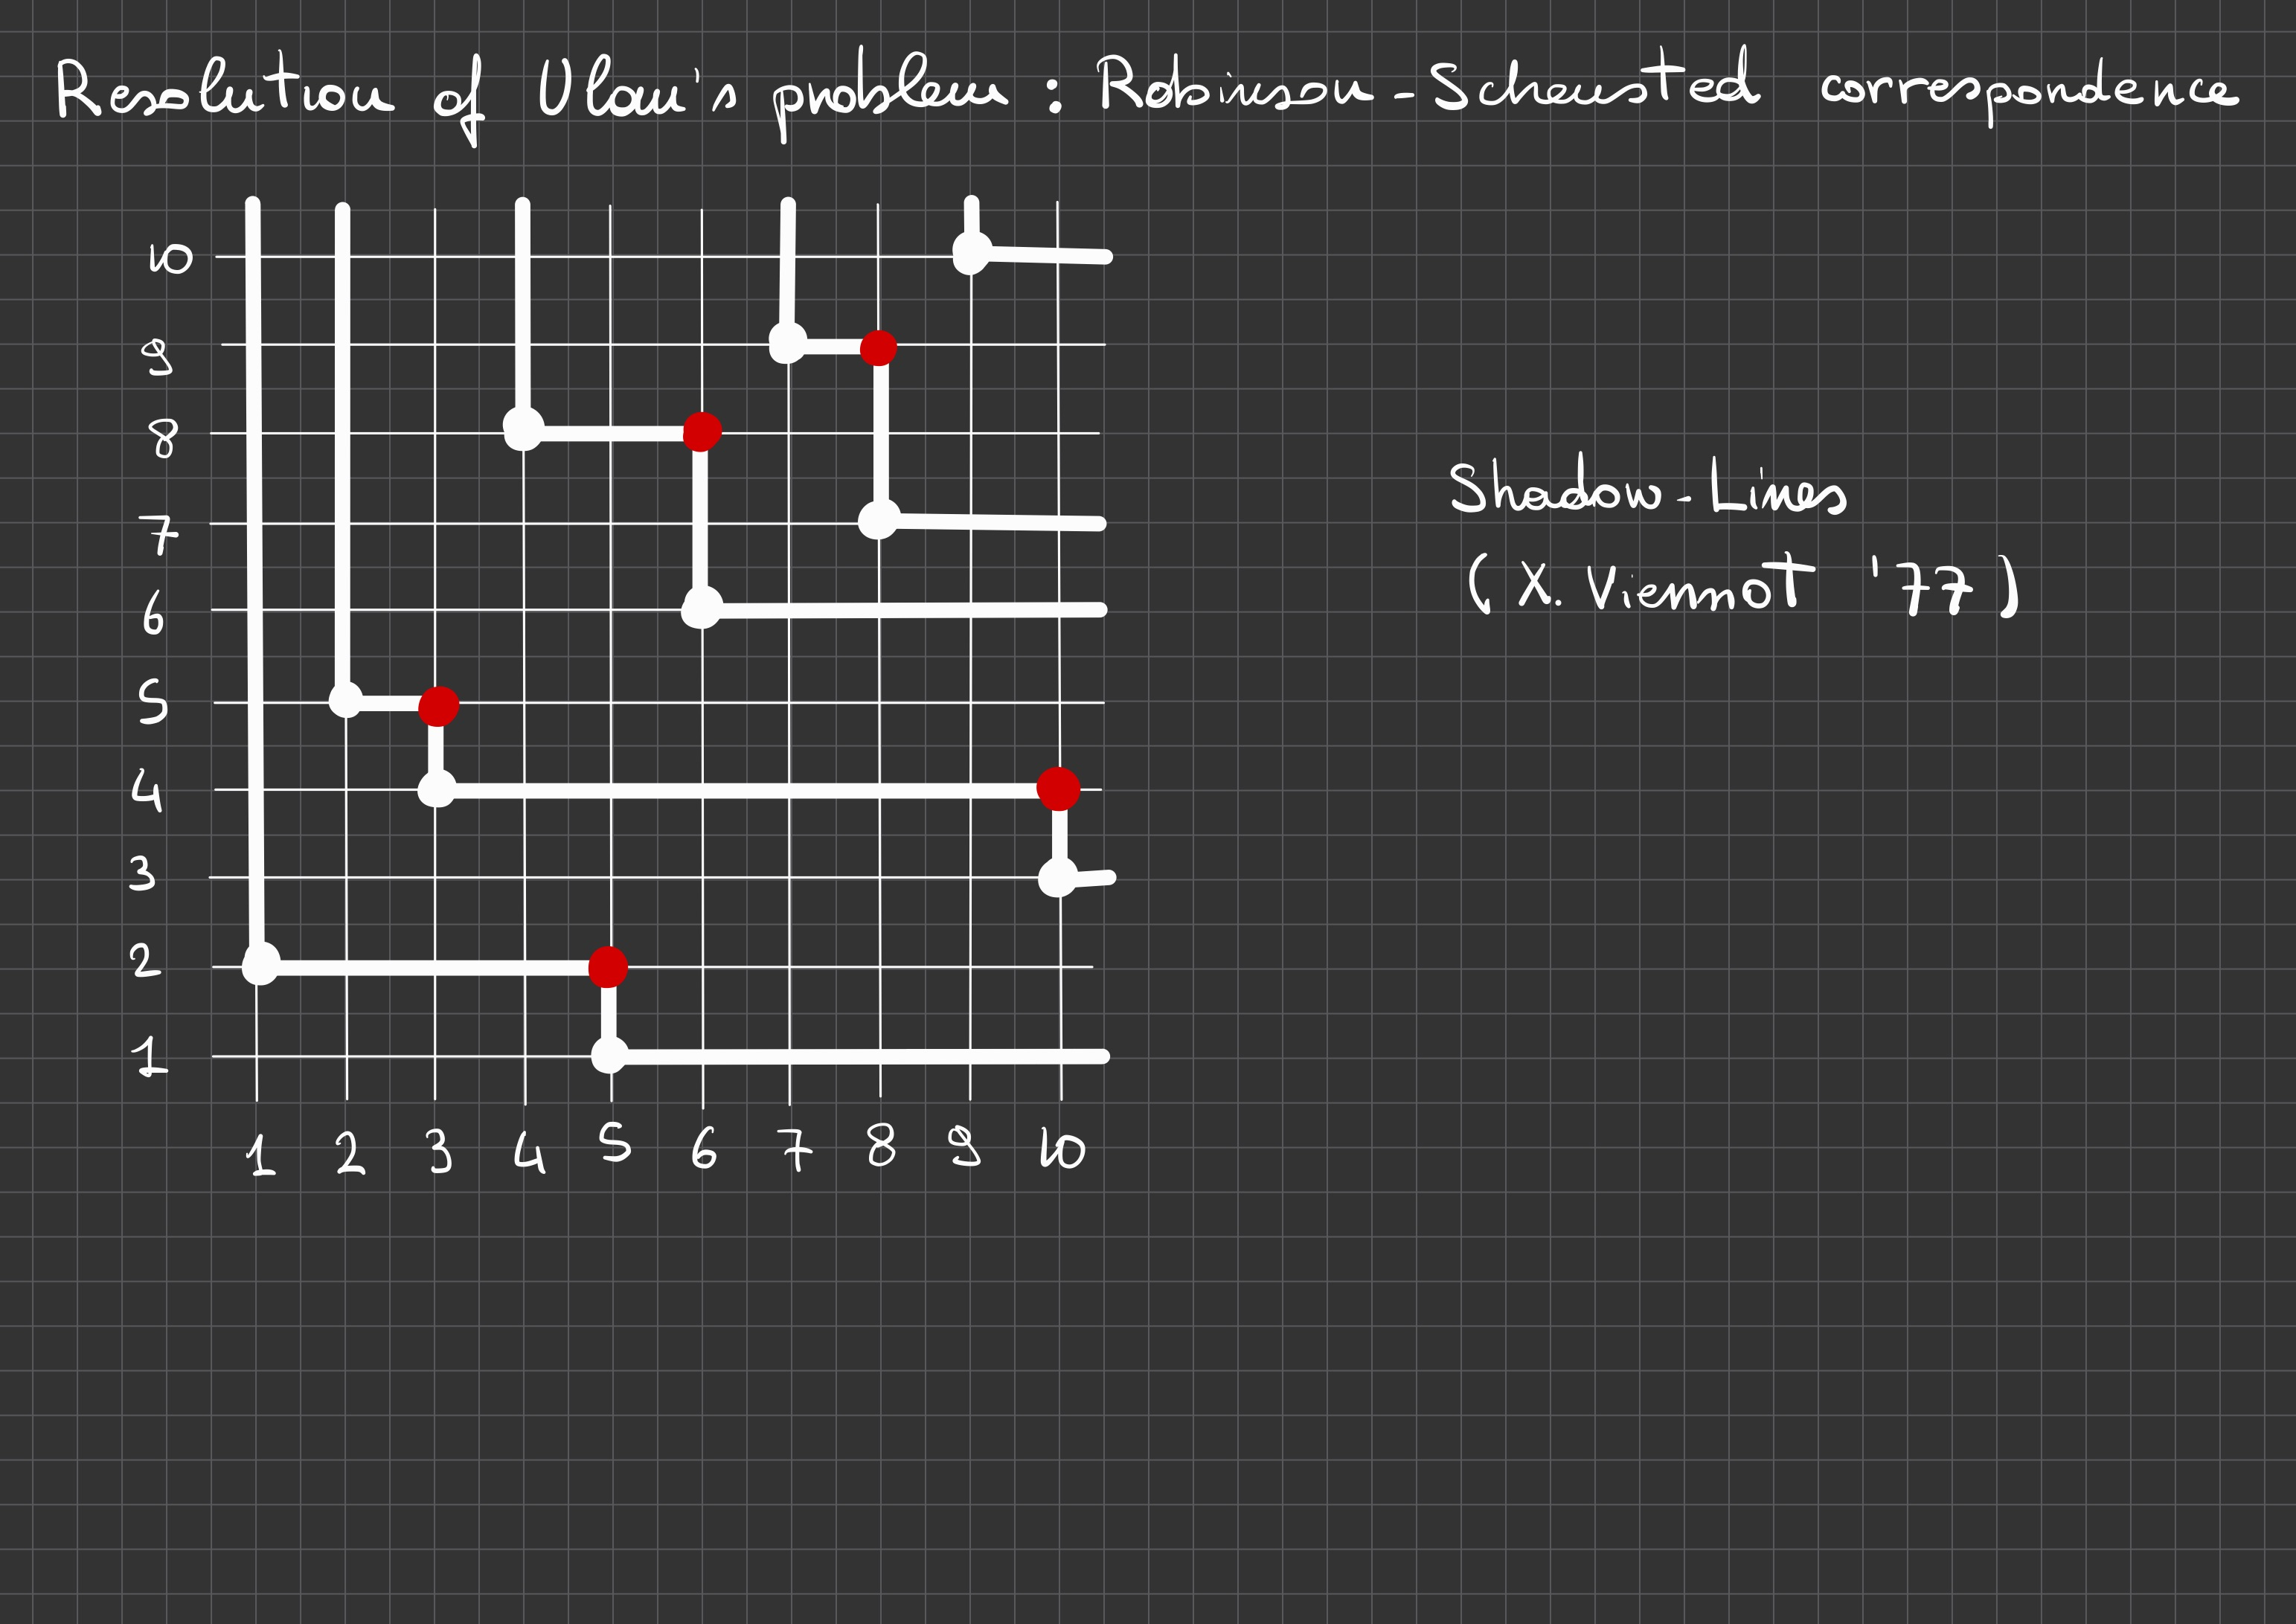 Resolution of Ulam's problem : Robinson-Schensted correspondence
10
9
8
7
Shadow-Lines
6
(X. Viennot '77)
5
4
3
2
1
1 2 3 4 5 6 7 8 9 10